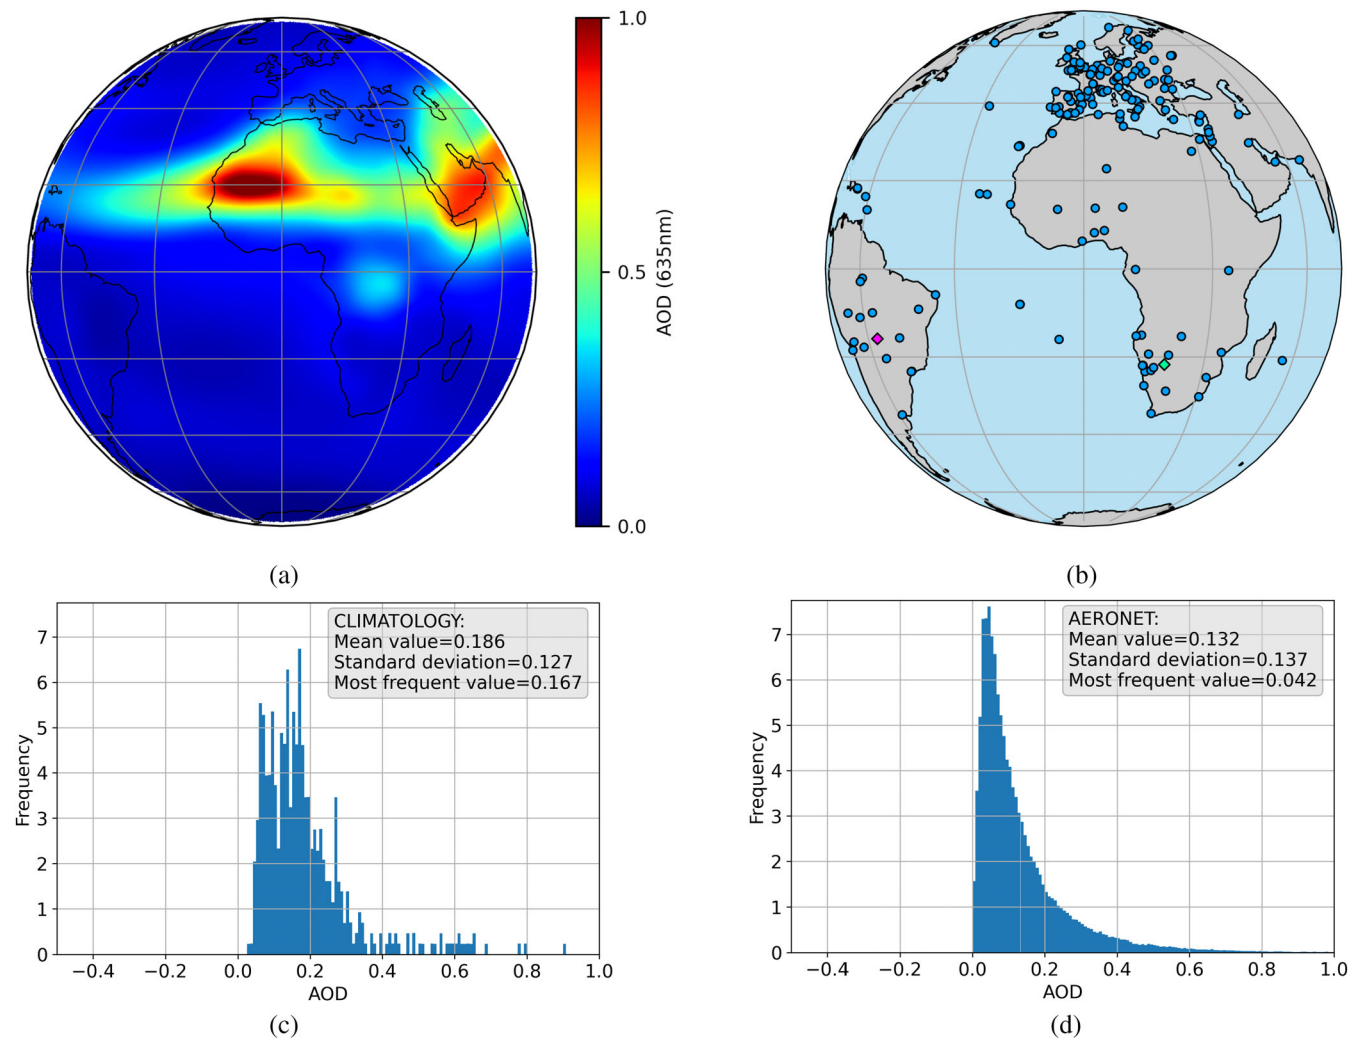 1.0
0.5
0.0
AOD (635nm)
(a)
(b)
CLIMATOLOGY:
Mean value=0.186
Standard deviation=0.127
Most frequent value=0.167
7
6
5
4
3
2
1
0
Frequency
−0.4 −0.2 0.0 0.2 0.4 0.6 0.8 1.0
AOD
(c)
AERONET:
Mean value=0.132
Standard deviation=0.137
Most frequent value=0.042
7
6
5
4
3
2
1
0
Frequency
−0.4 −0.2 0.0 0.2 0.4 0.6 0.8 1.0
AOD
(d)